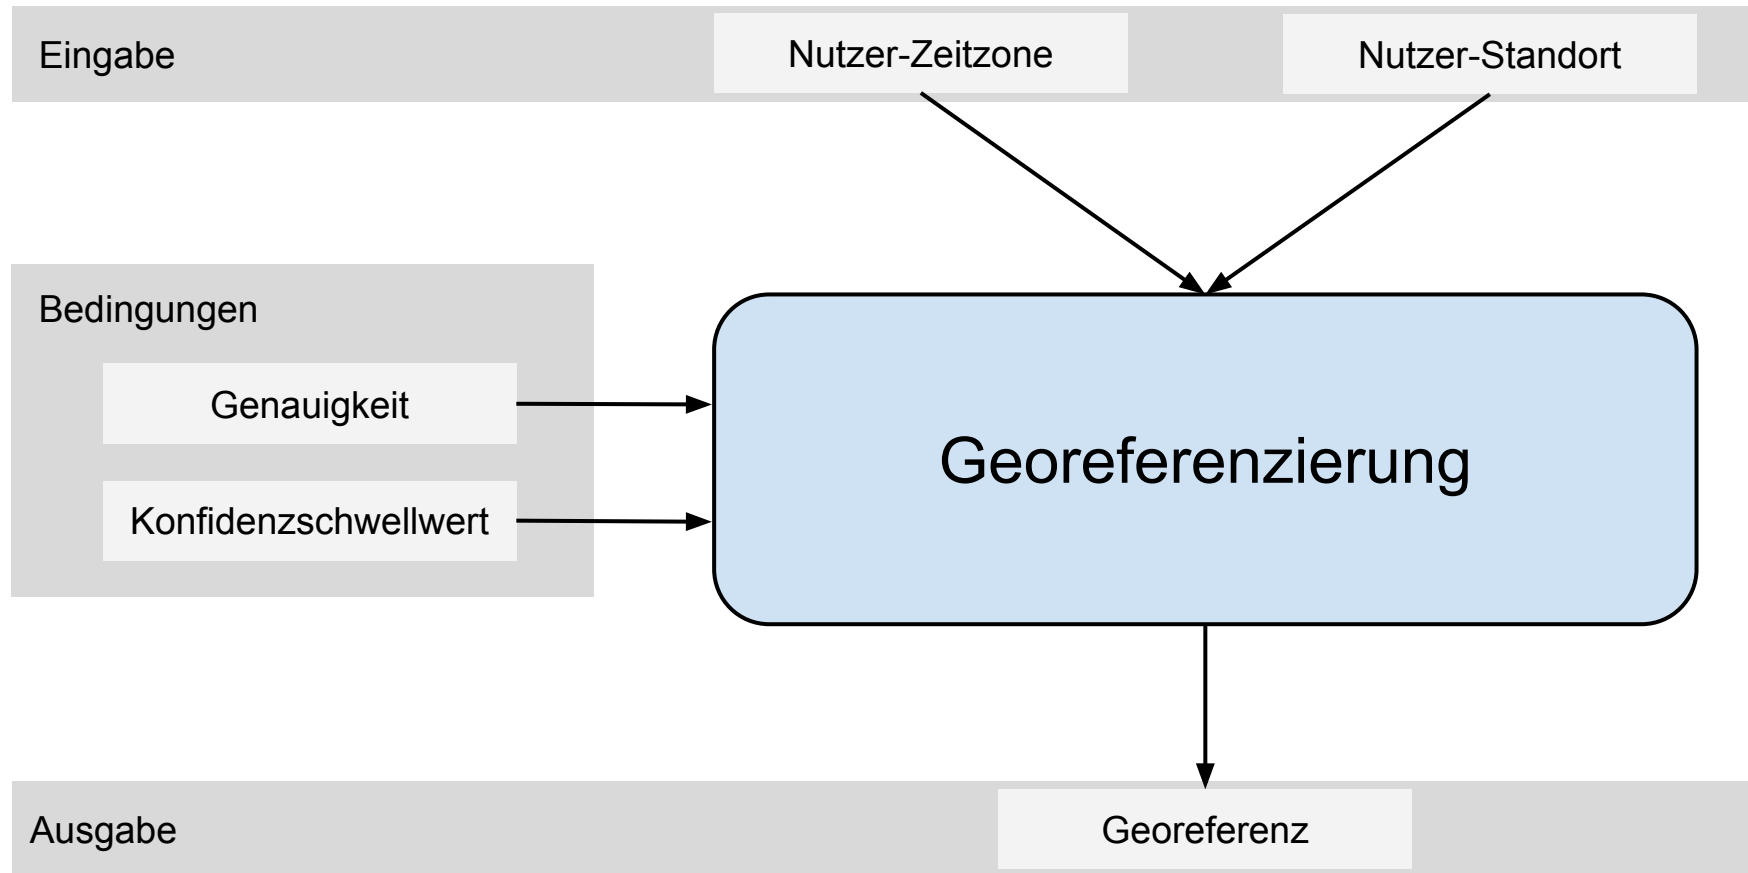 Eingabe
Nutzer-Zeitzone
Nutzer-Standort
Bedingungen
Genauigkeit
Konfidenzschwellwert
Georeferenzierung
Ausgabe
Georeferenz